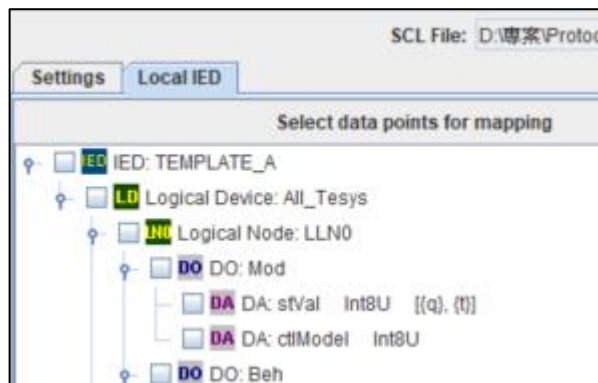 SCL File: D:\專案\Protoc
Settings Local IED
Select data points for mapping
IED IED: TEMPLATE_A
LD Logical Device: All_Tesys
LN0 Logical Node: LLN0
DO DO: Mod
DA DA: stVal Int8U [{q}, {t}]
DA DA: ctlModel Int8U
DO DO: Beh